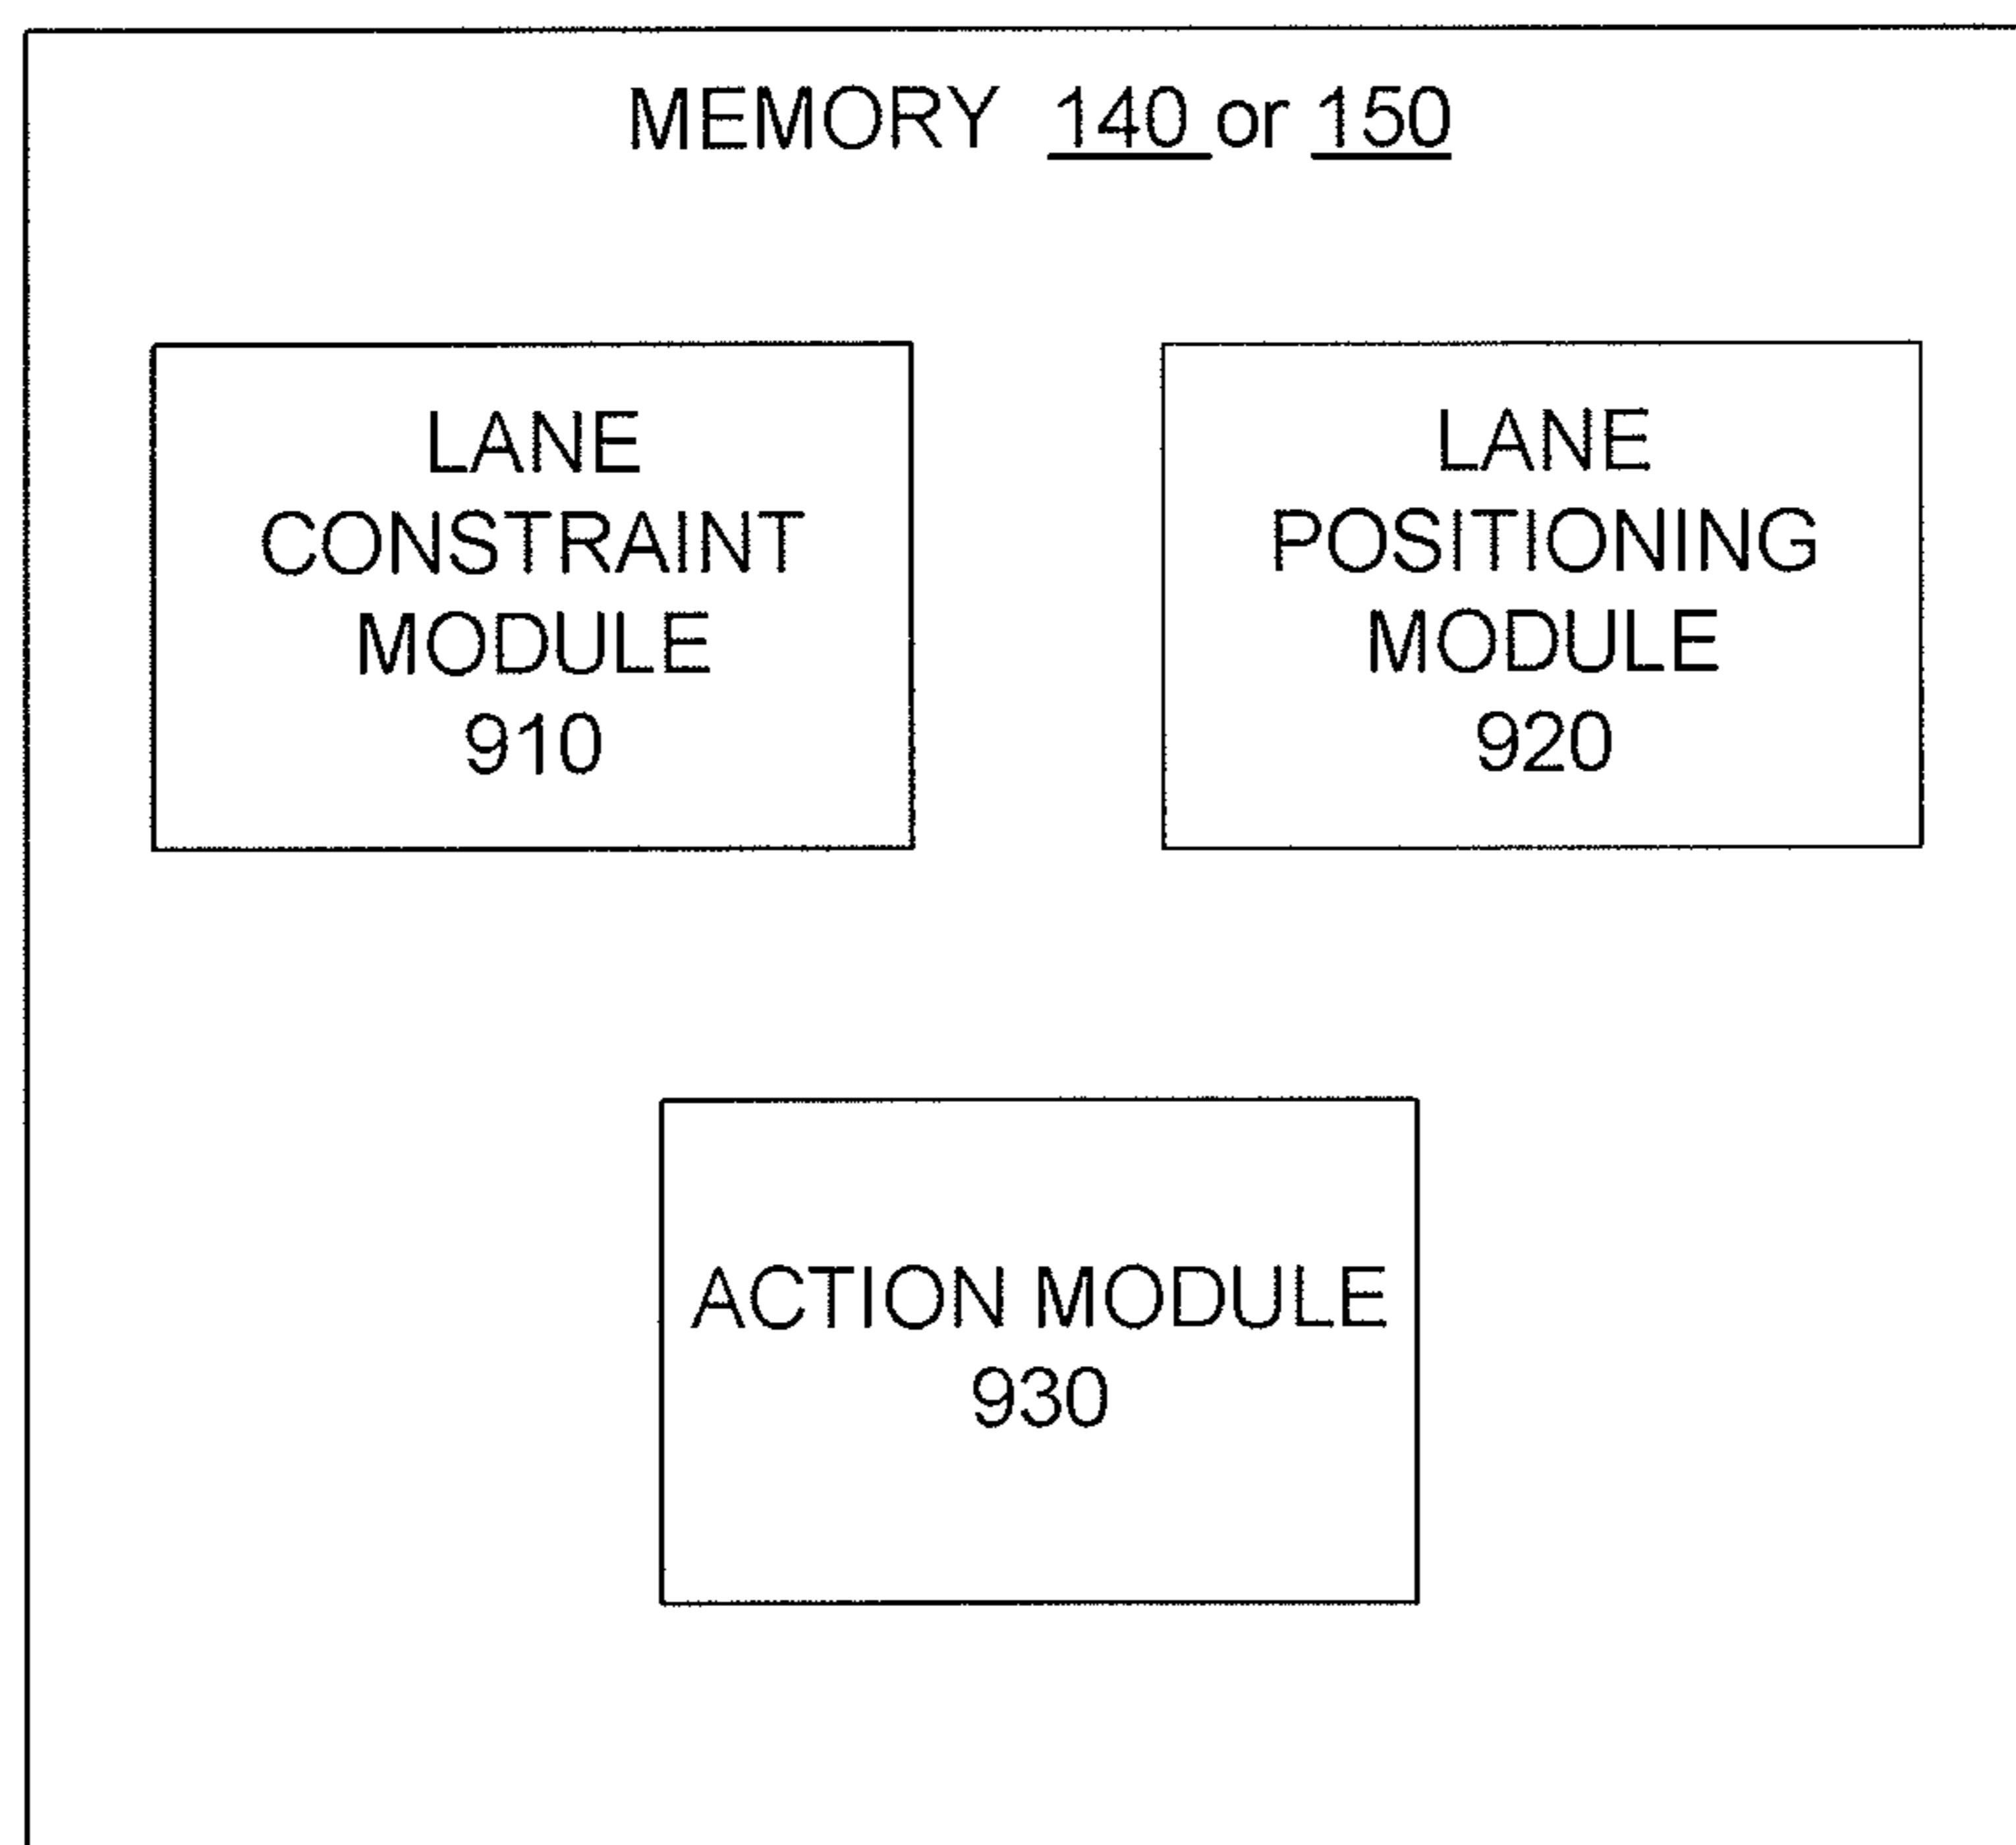 MEMORY 140 or 150
LANE
CONSTRAINT
MODULE
910
LANE
POSITIONING
MODULE
920
ACTION MODULE
930